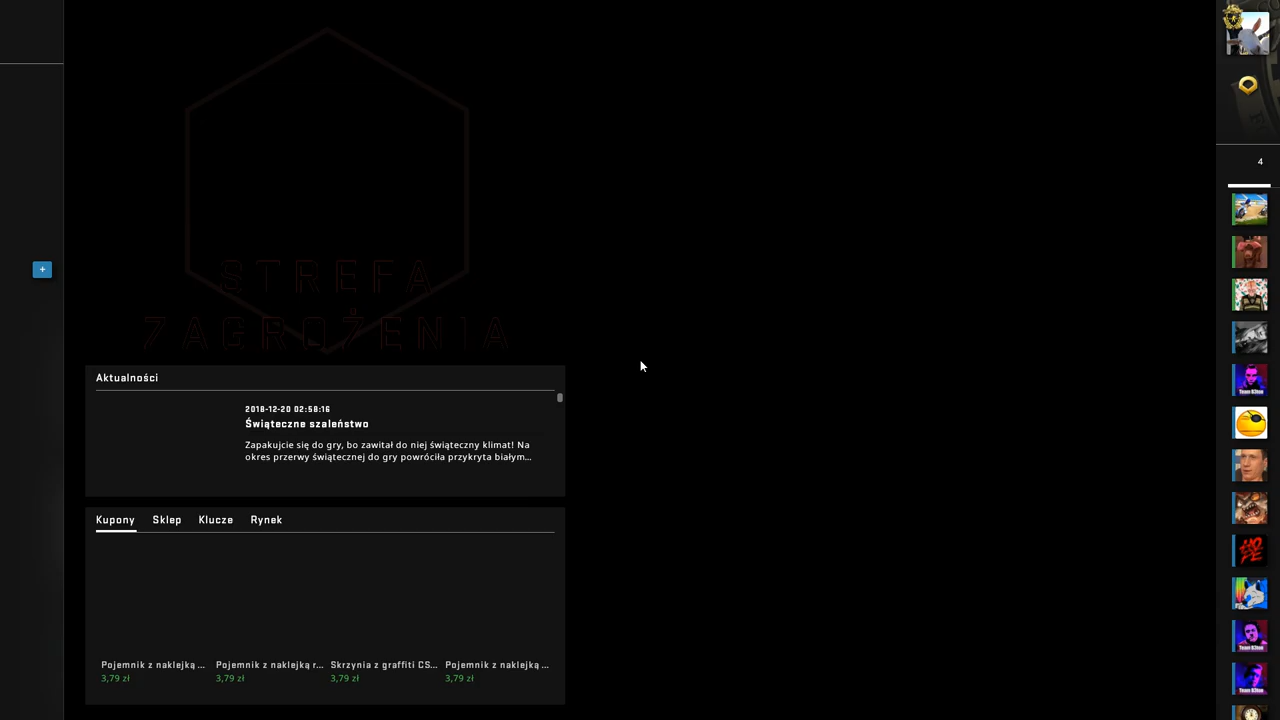 4
STREFA
ZAGROŻENIA
Aktualności
2018-12-20 02:58:16
Świąteczne szaleństwo
Zapakujcie się do gry, bo zawitał do niej świąteczny klimat! Na
okres przerwy świątecznej do gry powróciła przykryta białym...
Kupony Sklep Klucze Rynek
Pojemnik z naklejką ... Pojemnik z naklejką r... Skrzynia z graffiti CS... Pojemnik z naklejką ...
3,79 zł 3,79 zł 3,79 zł 3,79 zł